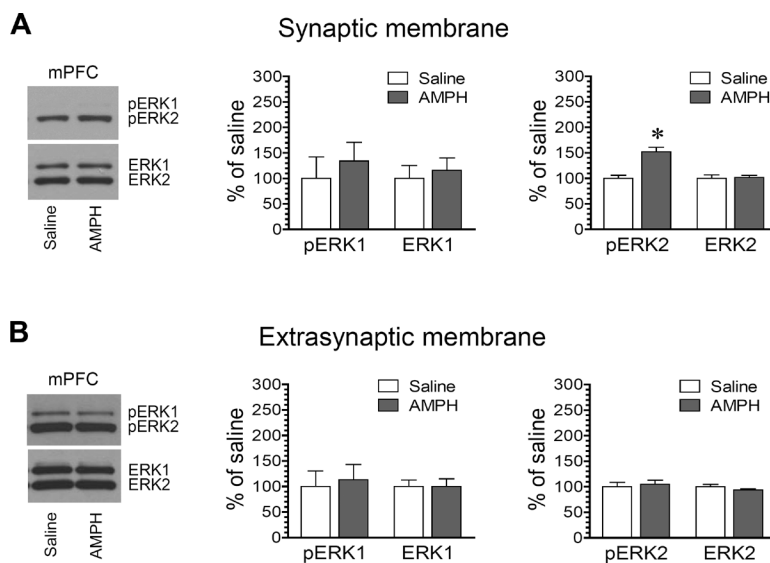 A
Synaptic membrane
mPFC
pERK1
pERK2
ERK1
ERK2
Saline
AMPH
% of saline
300
250
200
150
100
50
0
Saline
AMPH
pERK1
ERK1
% of saline
300
250
200
150
100
50
0
Saline
AMPH
*
pERK2
ERK2
B
Extrasynaptic membrane
mPFC
pERK1
pERK2
ERK1
ERK2
Saline
AMPH
% of saline
300
250
200
150
100
50
0
Saline
AMPH
pERK1
ERK1
% of saline
300
250
200
150
100
50
0
Saline
AMPH
pERK2
ERK2